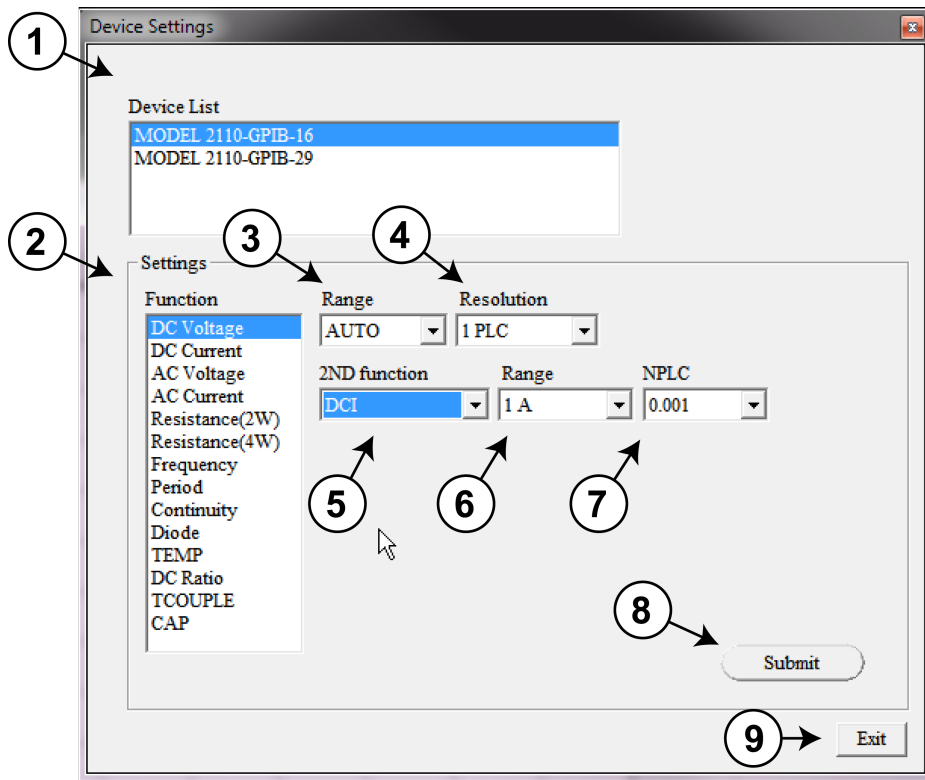 Device Settings
1
Device List
MODEL 2110-GPIB-16
MODEL 2110-GPIB-29
2
3
4
Settings
Function
Range
Resolution
DC Voltage
DC Current
AC Voltage
AC Current
Resistance(2W)
Resistance(4W)
Frequency
Period
Continuity
Diode
TEMP
DC Ratio
TCOUPLE
CAP
AUTO
1 PLC
2ND function
Range
NPLC
DCI
1 A
0.001
5
6
7
8
Submit
9
Exit